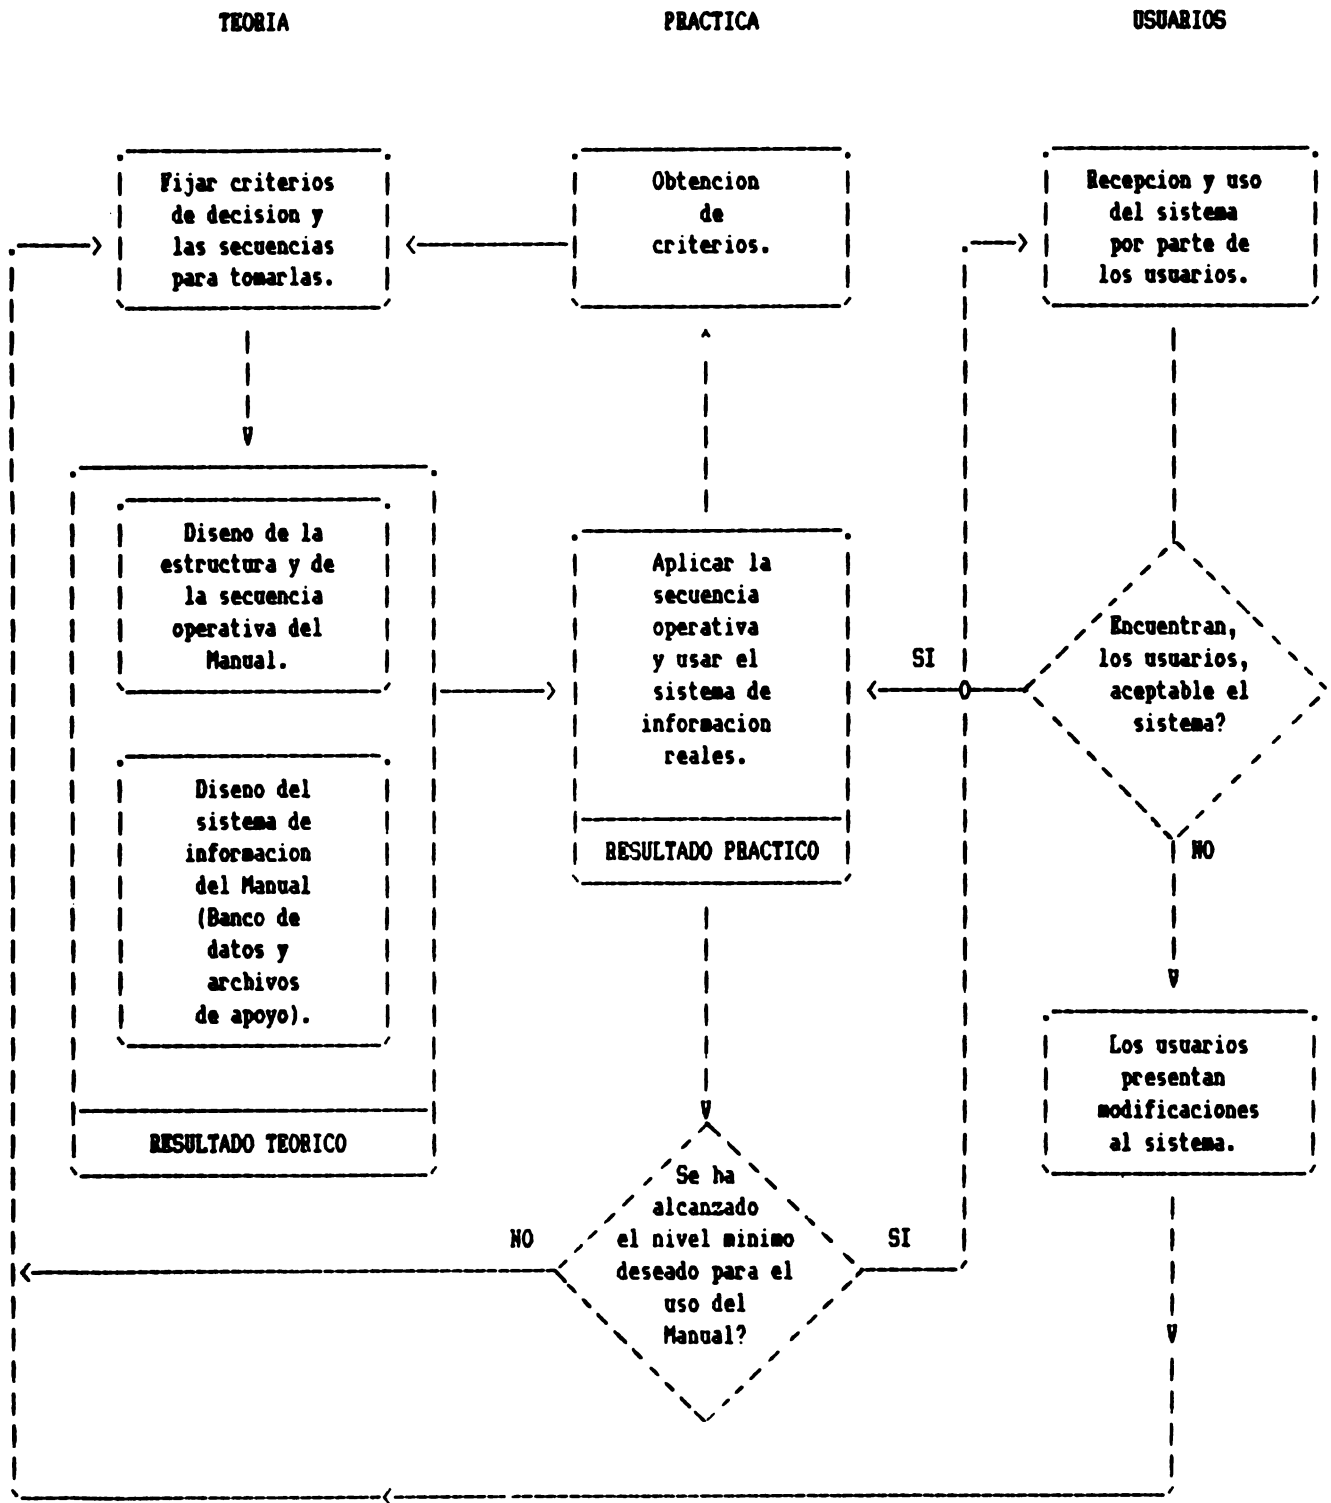 TEORIA
PRACTICA
USUARIOS
Fijar criterios
de decision y
las secuencias
para tomarlas.
Obtencion
de
criterios.
Recepcion y uso
del sistema
por parte de
los usuarios.
Diseno de la
estructura y de
la secuencia
operativa del
Manual.
Diseno del
sistema de
informacion
del Manual
(Banco de
datos y
archivos
de apoyo).
RESULTADO TEORICO
Aplicar la
secuencia
operativa
y usar el
sistema de
informacion
reales.
RESULTADO PRACTICO
SI
Encuentran,
los usuarios,
aceptable el
sistema?
NO
Los usuarios
presentan
modificaciones
al sistema.
NO
Se ha
alcanzado
el nivel minimo
deseado para el
uso del
Manual?
SI